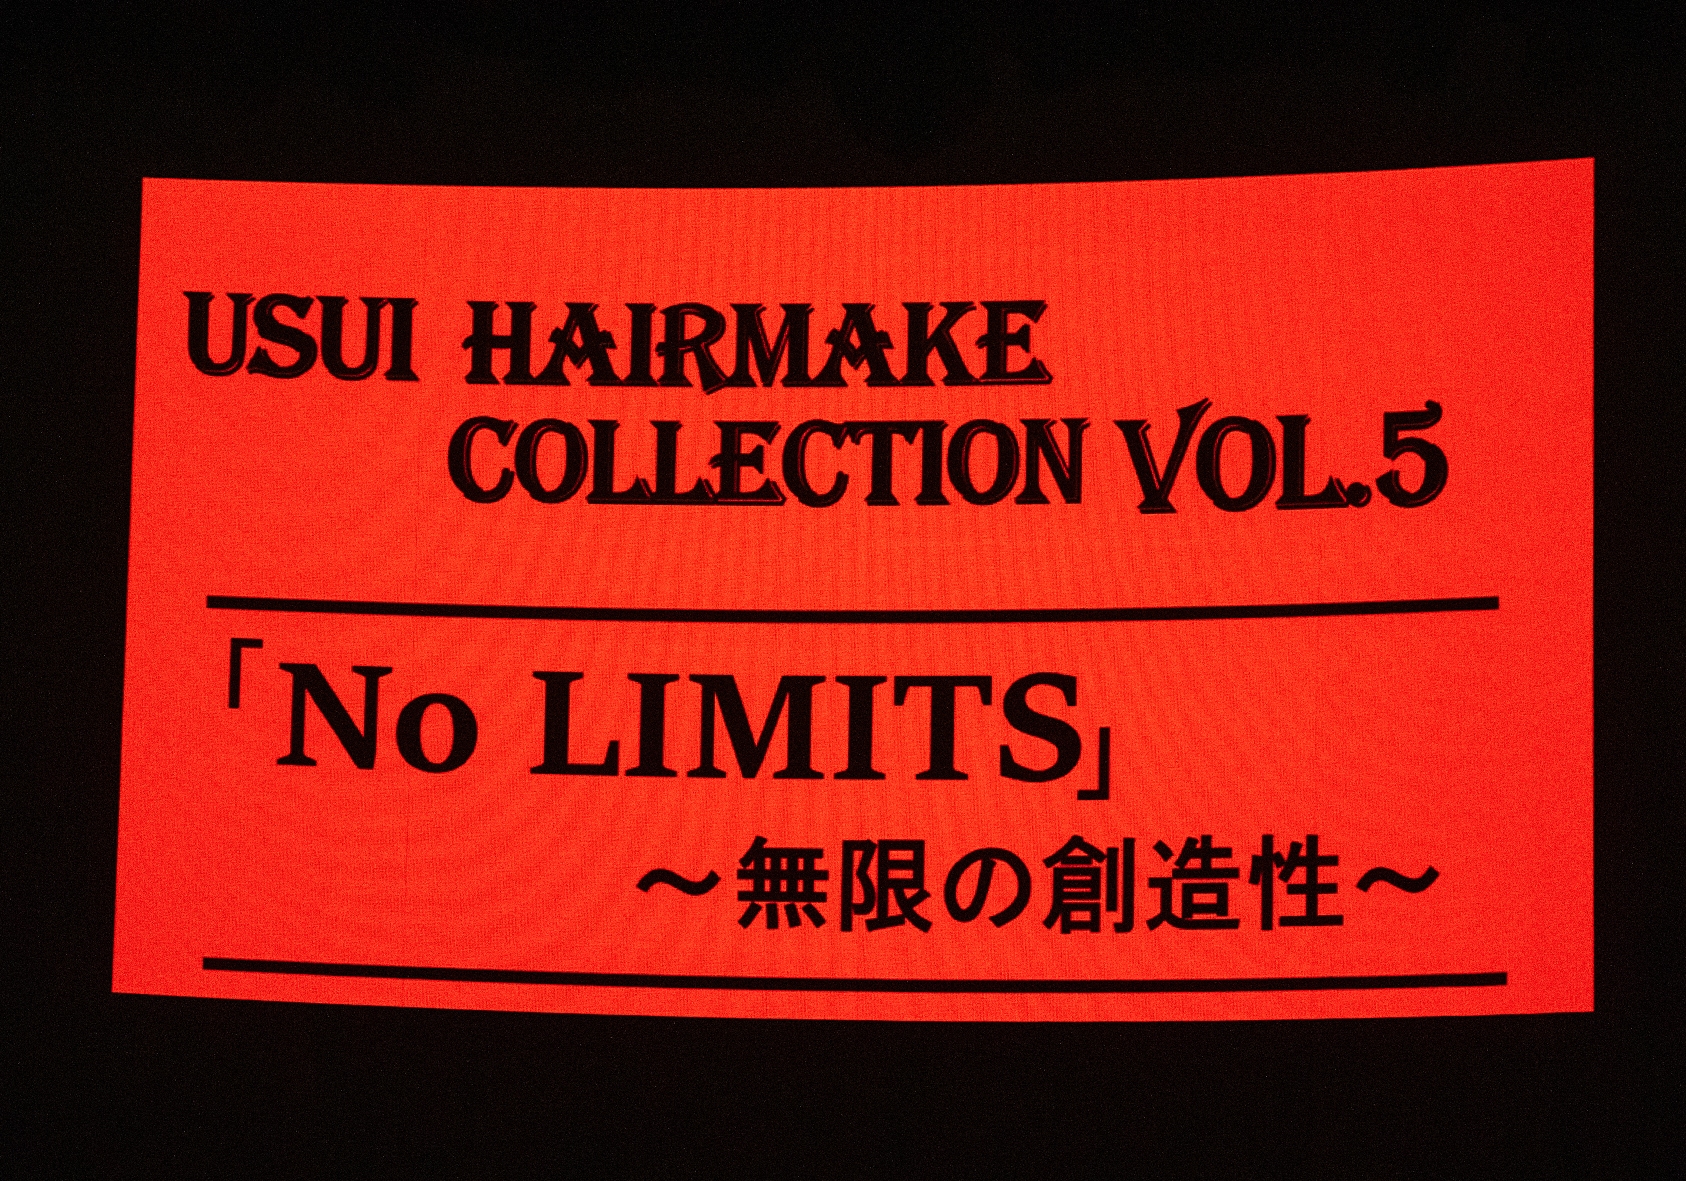 USUI HAIRMAKE
COLLECTION VOL.5
「No LIMITS」
～無限の創造性～